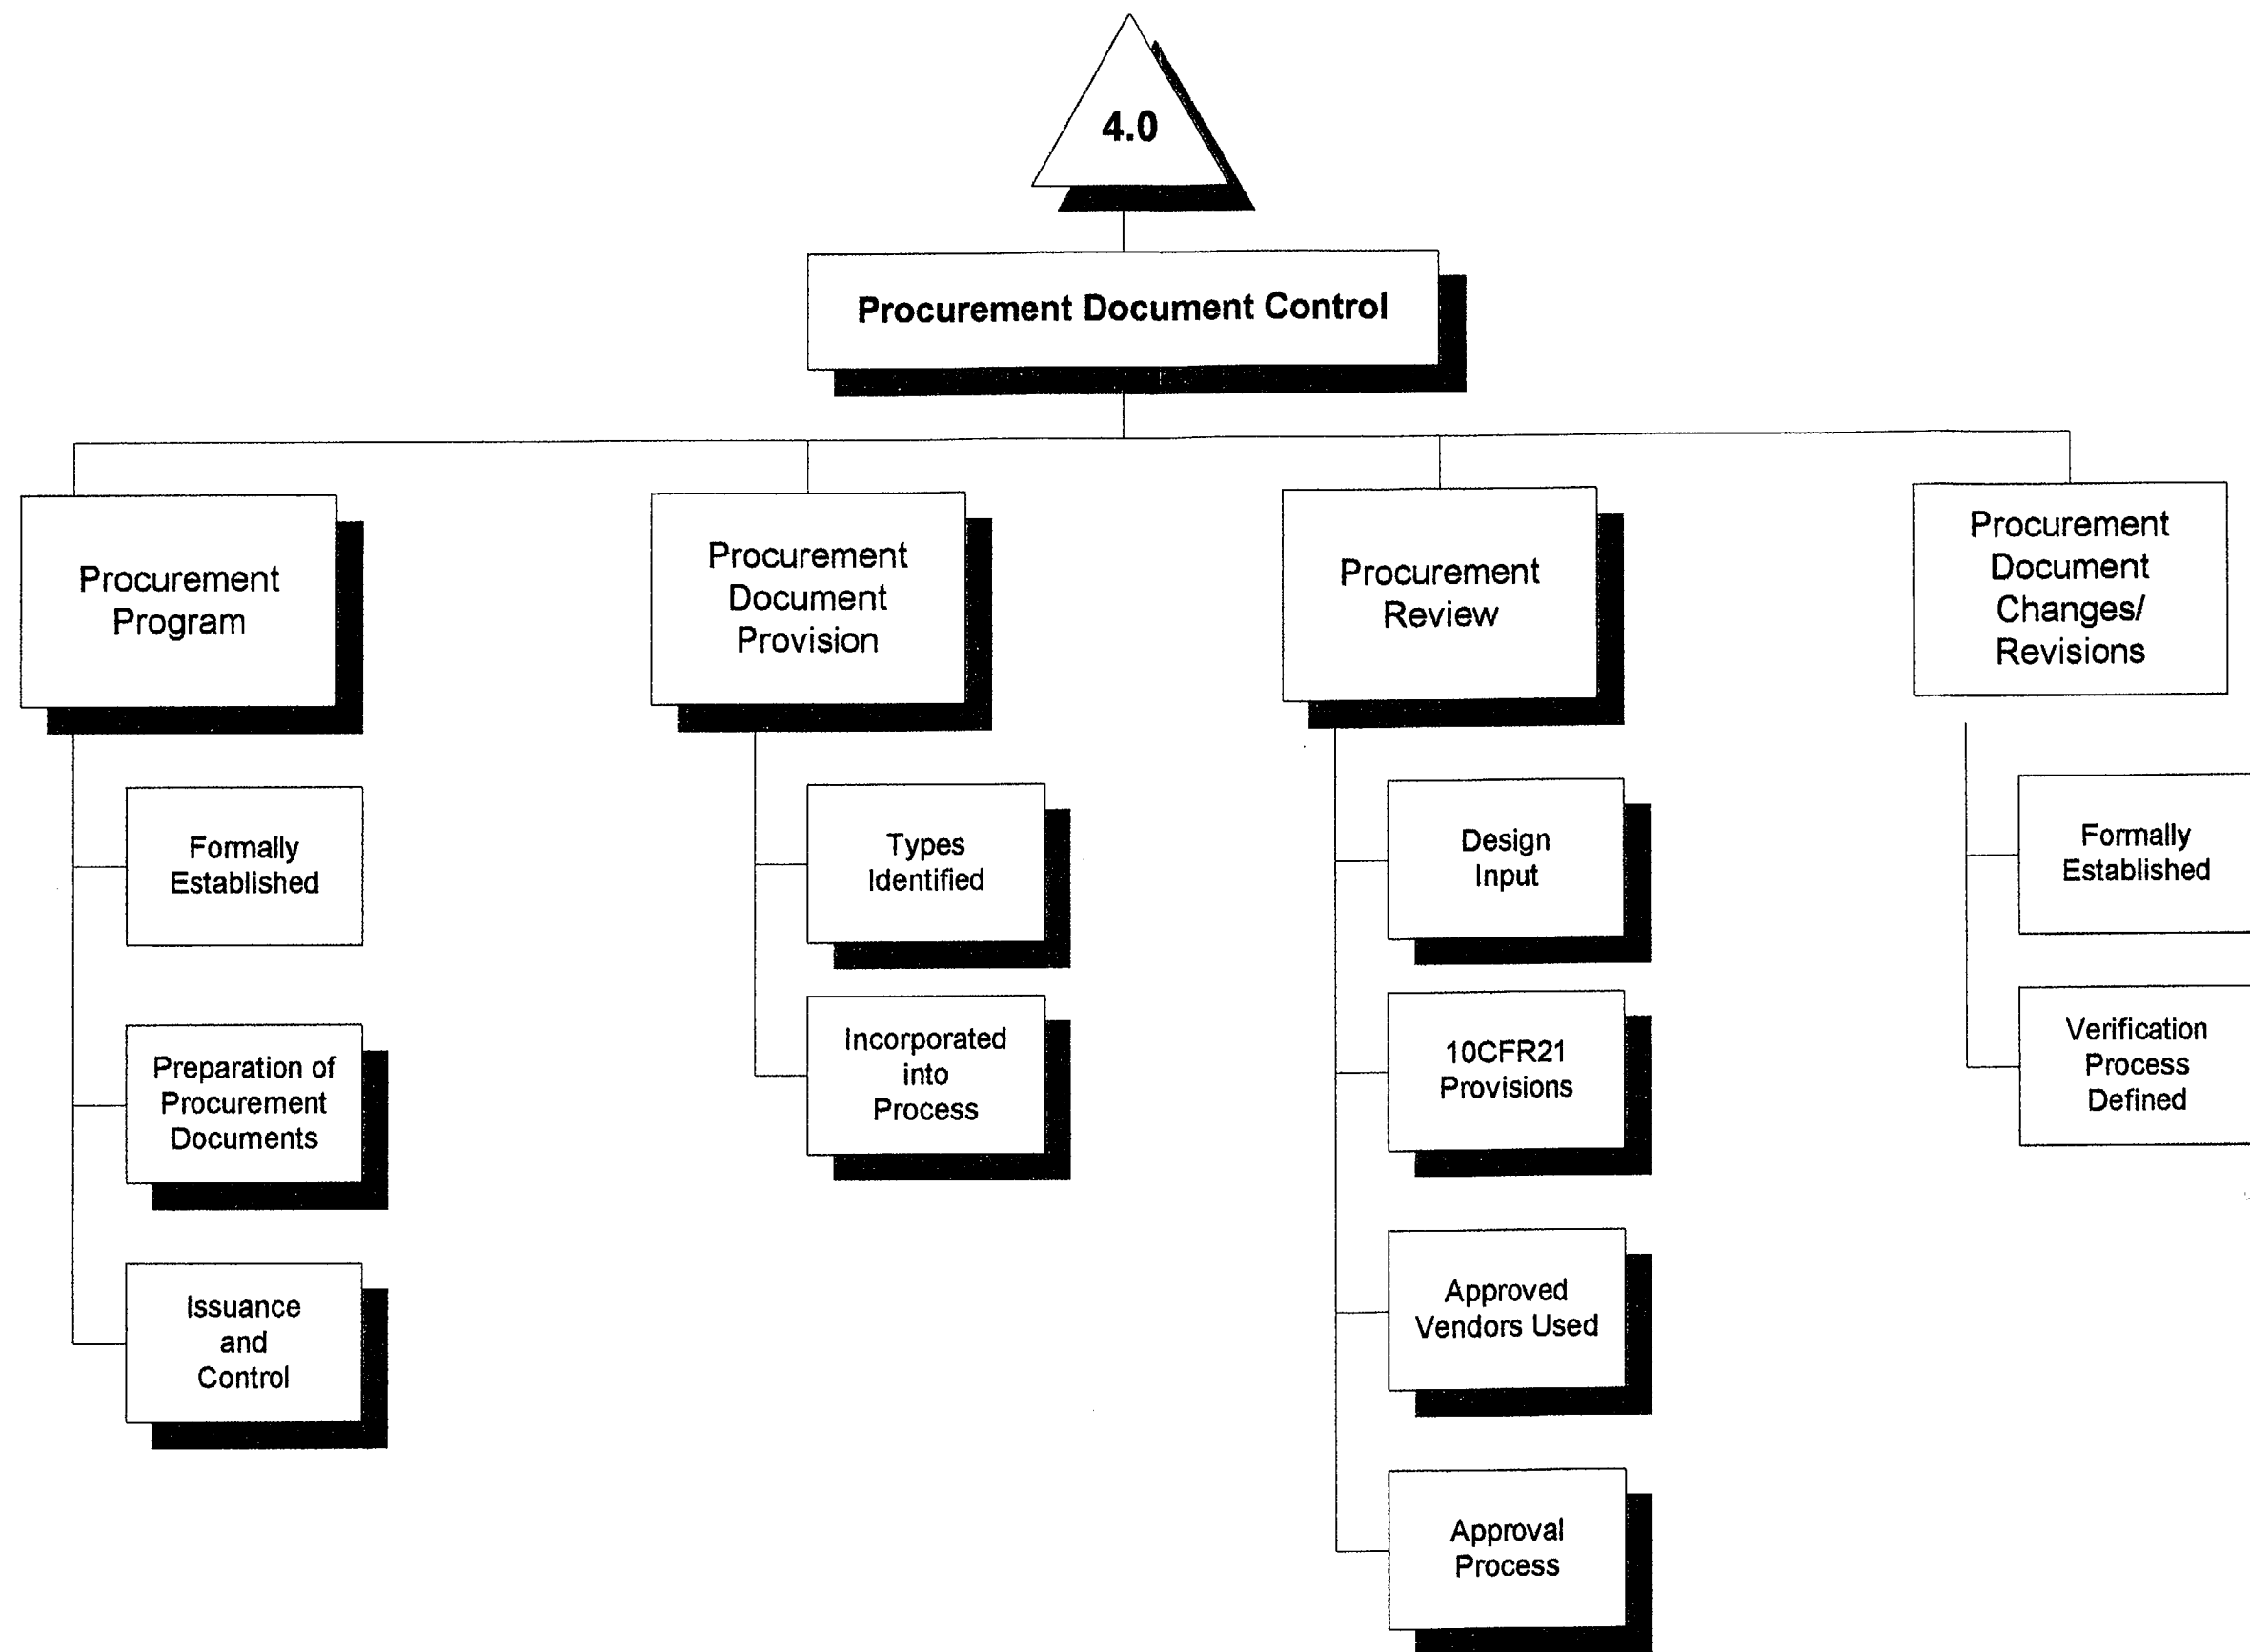 4.0
Procurement Document Control
Procurement
Program
Formally
Established
Preparation of
Procurement
Documents
Issuance
and
Control
Procurement
Document
Provision
Types
Identified
Incorporated
into
Process
Procurement
Review
Design
Input
10CFR21
Provisions
Approved
Vendors Used
Approval
Process
Procurement
Document
Changes/
Revisions
Formally
Established
Verification
Process
Defined